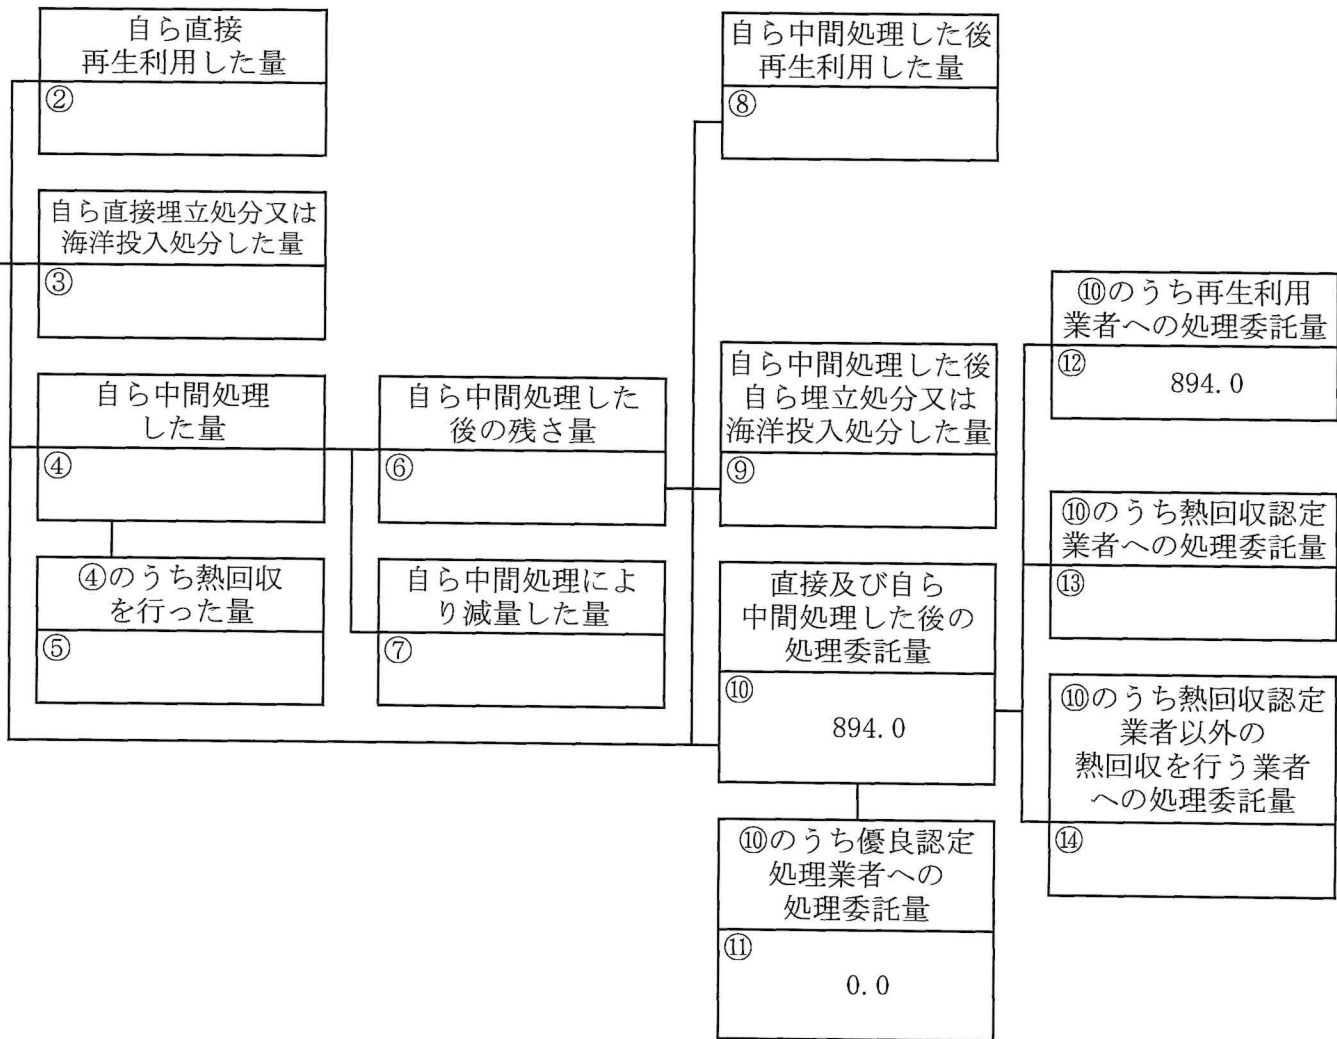 自ら直接
再生利用した量
②
自ら直接埋立処分又は
海洋投入処分した量
③
自ら中間処理
した量
④
④のうち熱回収
を行った量
⑤
自ら中間処理した
後の残さ量
⑥
自ら中間処理によ
り減量した量
⑦
自ら中間処理した後
再生利用した量
⑧
自ら中間処理した後
自ら埋立処分又は
海洋投入処分した量
⑨
直接及び自ら
中間処理した後の
処理委託量
⑩
894.0
⑩のうち優良認定
処理業者への
処理委託量
⑪
0.0
⑩のうち再生利用
業者への処理委託量
⑫
894.0
⑩のうち熱回収認定
業者への処理委託量
⑬
⑩のうち熱回収認定
業者以外の
熱回収を行う業者
への処理委託量
⑭